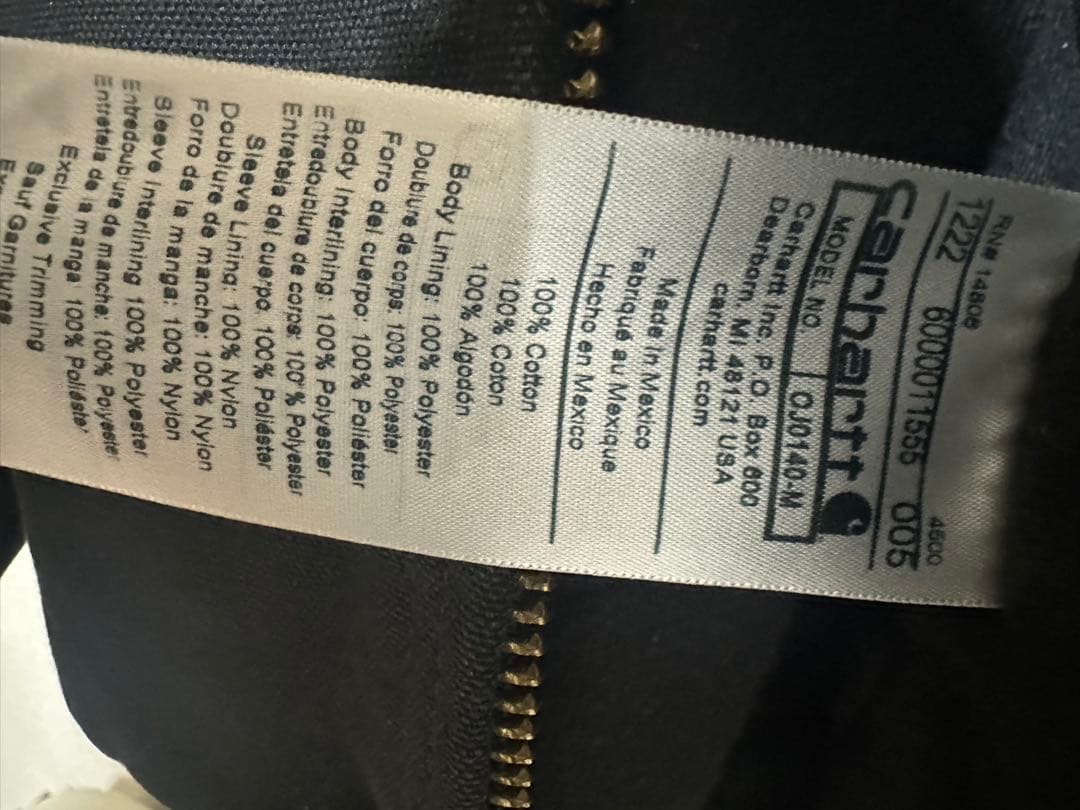 RN# 14806 4600
1222 6000011555 005
carhartt
MODEL NO OJ0140-M
Carhartt Inc. P.O. Box 600
Dearborn, MI 48121 USA
carhartt.com
Made in Mexico
Fabriqué au Mexique
Hecho en Mexico
100% Cotton
100% Coton
100% Algodón
Body Lining: 100% Polyester
Doublure de corps: 100% Polyester
Forro del cuerpo: 100% Poliéster
Body Interlining: 100% Polyester
Entredoublure de corps: 100% Polyester
Entretela del cuerpo: 100% Poliéster
Sleeve Lining: 100% Nylon
Doublure de manche: 100% Nylon
Forro de la manga: 100% Nylon
Sleeve Interlining 100% Polyester
Entredoublure de manche: 100% Polyester
Entretela de la manga 100% Poliéster
Exclusive Trimming
Sauf Garnitures